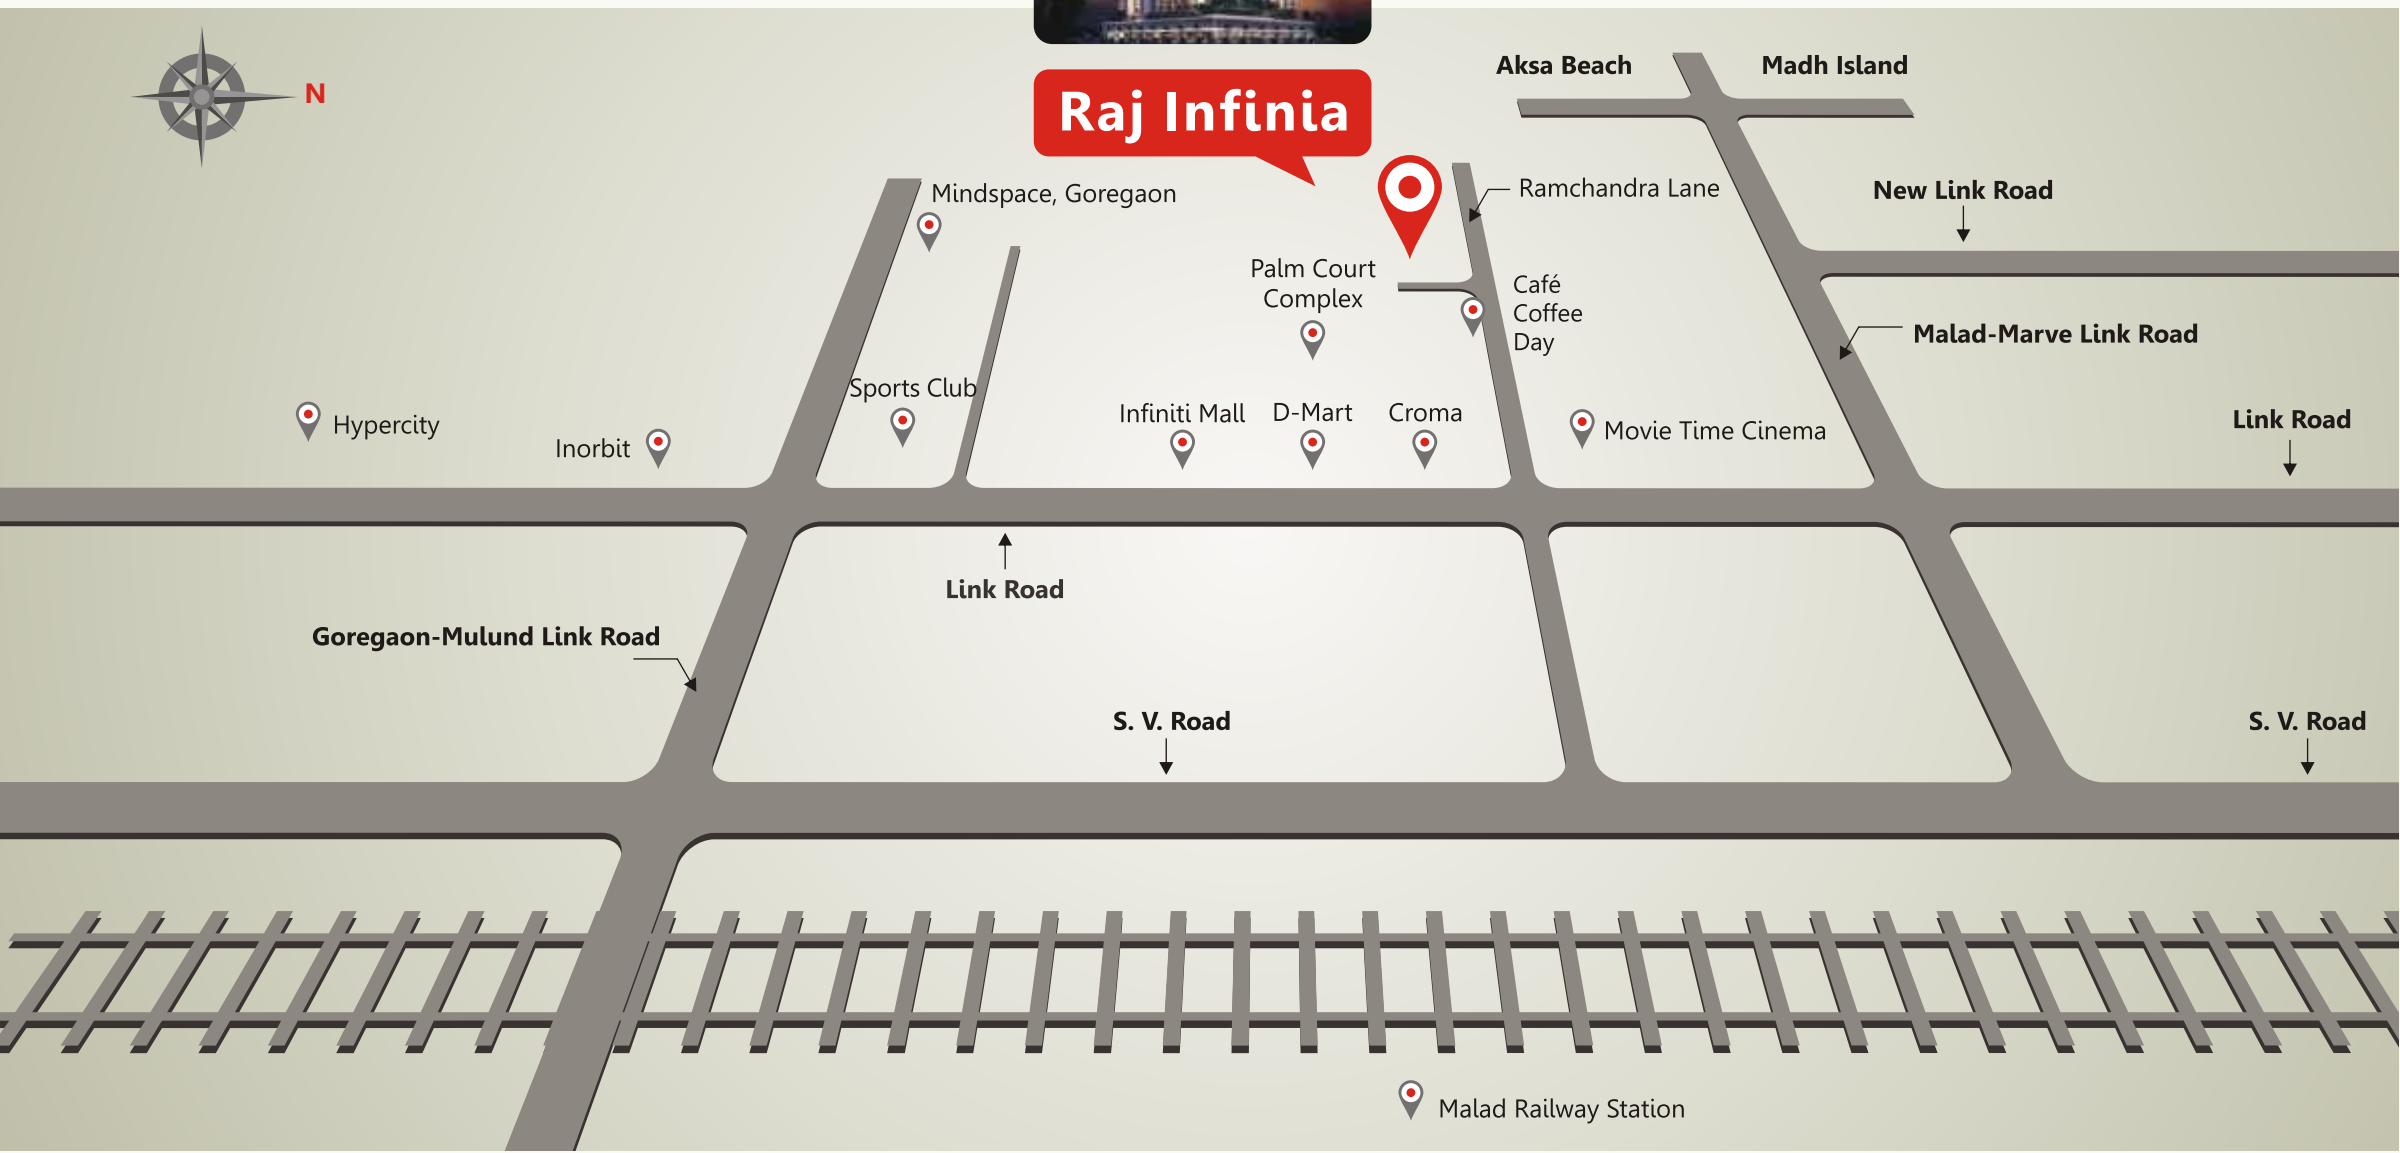 N
Raj Infinia
Aksa Beach
Madh Island
Mindspace, Goregaon
Ramchandra Lane
New Link Road
Palm Court
Complex
Café
Coffee
Day
Malad-Marve Link Road
Sports Club
Hypercity
Inorbit
Infiniti Mall
D-Mart
Croma
Movie Time Cinema
Link Road
Link Road
Goregaon-Mulund Link Road
S. V. Road
S. V. Road
Malad Railway Station